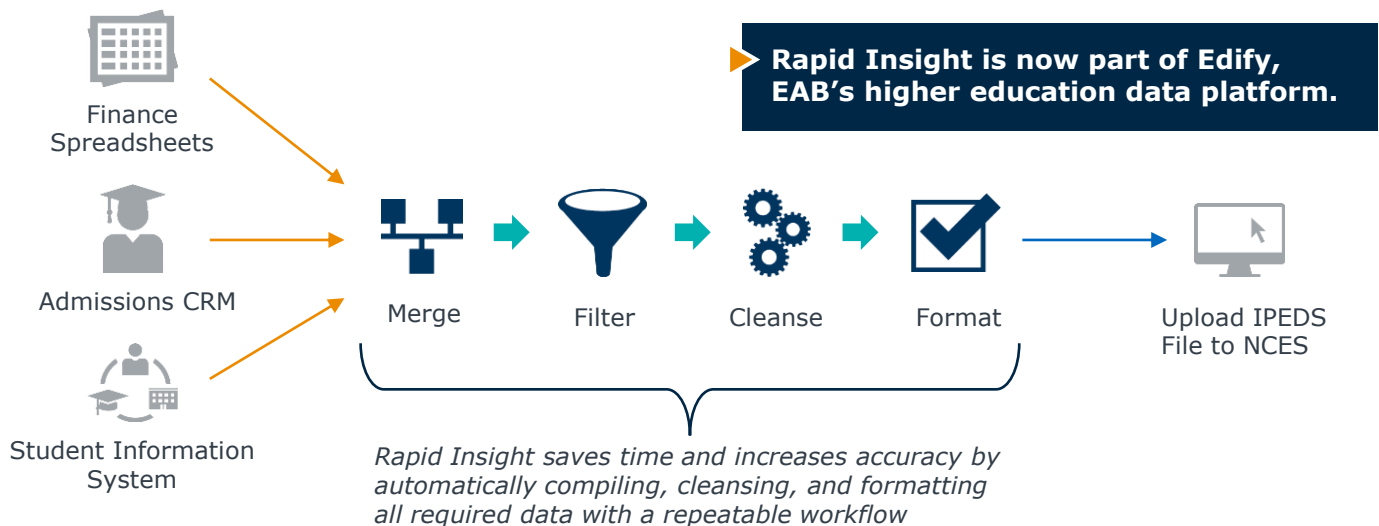 Rapid Insight is now part of Edify,
EAB’s higher education data platform.
Finance
Spreadsheets
Admissions CRM
Student Information
System
Merge
Filter
Cleanse
Format
Upload IPEDS
File to NCES
Rapid Insight saves time and increases accuracy by
automatically compiling, cleansing, and formatting
all required data with a repeatable workflow